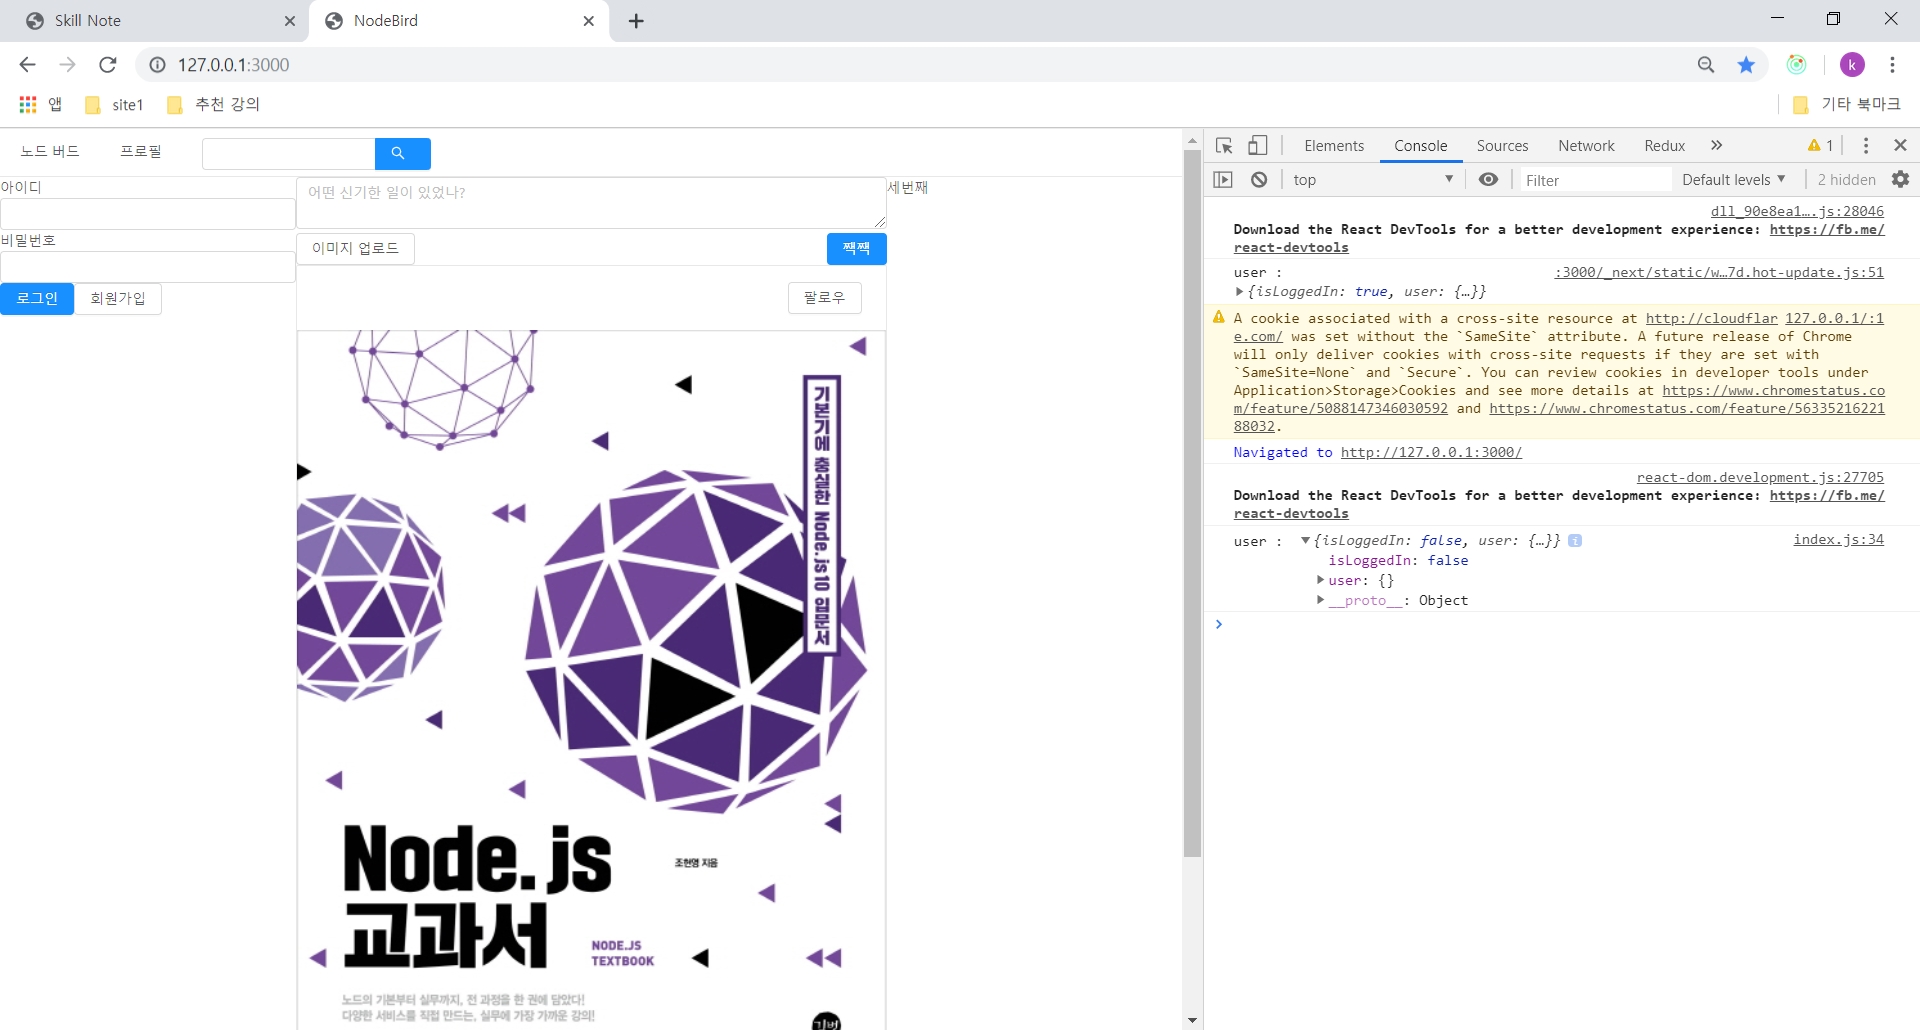 Skill Note
NodeBird
127.0.0.1:3000
k
앱
site1
추천 강의
기타 북마크
노드 버드
프로필
아이디
비밀번호
로그인
회원가입
어떤 신기한 일이 있었나?
이미지 업로드
짹짹
팔로우
기본기에 충실한 Node.js10 입문서
Node.js
교과서
조현영 지음
NODE.JS
TEXTBOOK
노드의 기본부터 실무까지, 전 과정을 한 권에 담았다!
다양한 서비스를 직접 만드는, 실무에 가장 가까운 강의!
세번째
Elements
Console
Sources
Network
Redux
1
top
Filter
Default levels
2 hidden
dll_90e8ea1….js:28046
Download the React DevTools for a better development experience: https://fb.me/
react-devtools
user : :3000/_next/static/w…7d.hot-update.js:51
{isLoggedIn: true, user: {…}}
A cookie associated with a cross-site resource at http://cloudflar 127.0.0.1/:1
e.com/ was set without the `SameSite` attribute. A future release of Chrome
will only deliver cookies with cross-site requests if they are set with
`SameSite=None` and `Secure`. You can review cookies in developer tools under
Application>Storage>Cookies and see more details at https://www.chromestatus.co
m/feature/5088147346030592 and https://www.chromestatus.com/feature/56335216221
88032.
Navigated to http://127.0.0.1:3000/
react-dom.development.js:27705
Download the React DevTools for a better development experience: https://fb.me/
react-devtools
user : {isLoggedIn: false, user: {…}} i index.js:34
isLoggedIn: false
user: {}
__proto__: Object